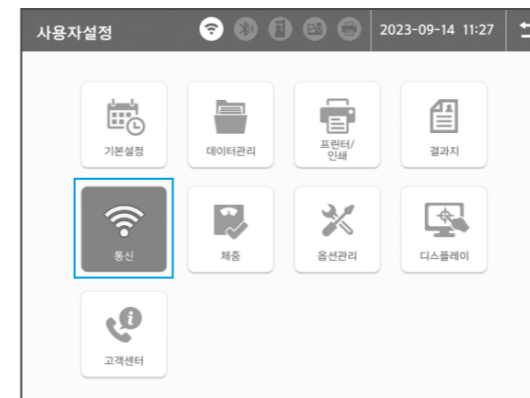 사용자설정 2023-09-14 11:27
기본설정 데이터관리 프린터/ 결과지
인쇄
통신 체중 옵션관리 디스플레이
고객센터